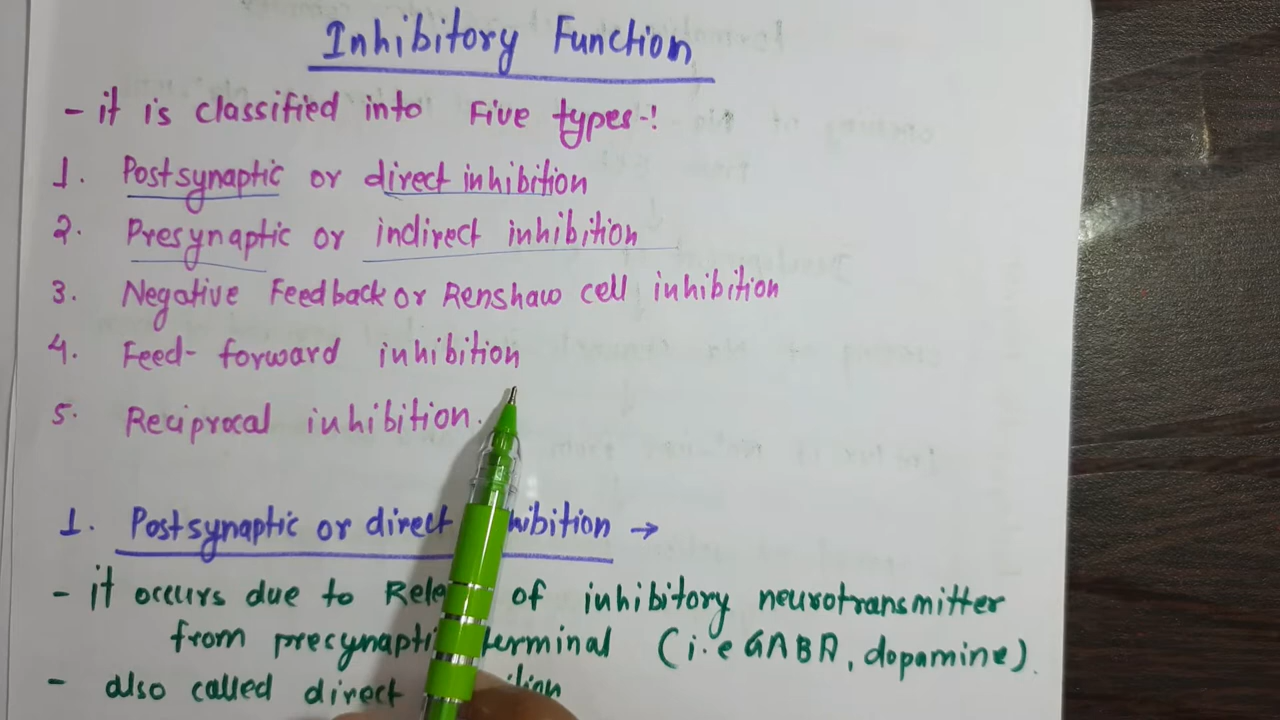 Inhibitory Function
- it is classified into Five types-:
1. Postsynaptic or direct inhibition
2. Presynaptic or indirect inhibition
3. Negative Feedback or Renshaw cell inhibition
4. Feed-forward inhibition
5. Reciprocal inhibition.
1. Postsynaptic or direct →
- it occurs due to of inhibitory neurotransmitter
from terminal (i.e GABA, dopamine).
- also called direct